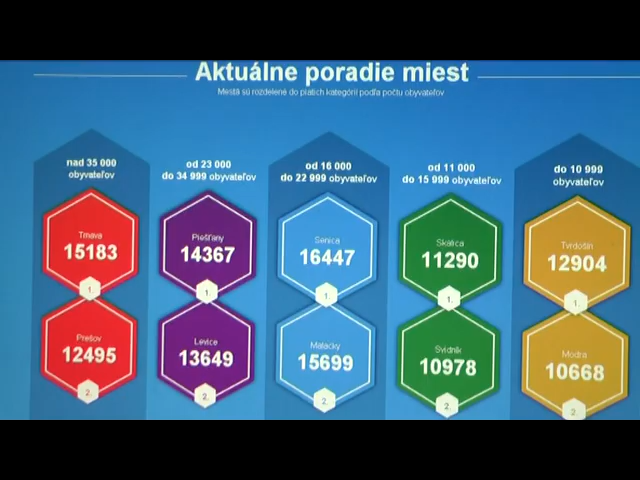 Aktuálne poradie miest
Mestá sú rozdelené do piatich kategórií podľa počtu obyvateľov
nad 35 000
obyvateľov
Trnava
15183
1.
Prešov
12495
2.
od 23 000
do 34 999 obyvateľov
Piešťany
14367
1.
Levice
13649
2.
od 16 000
do 22 999 obyvateľov
Senica
16447
1.
Malacky
15699
2.
od 11 000
do 15 999 obyvateľov
Skalica
11290
1.
Svidník
10978
2.
do 10 999
obyvateľov
Tvrdošín
12904
1.
Modra
10668
2.